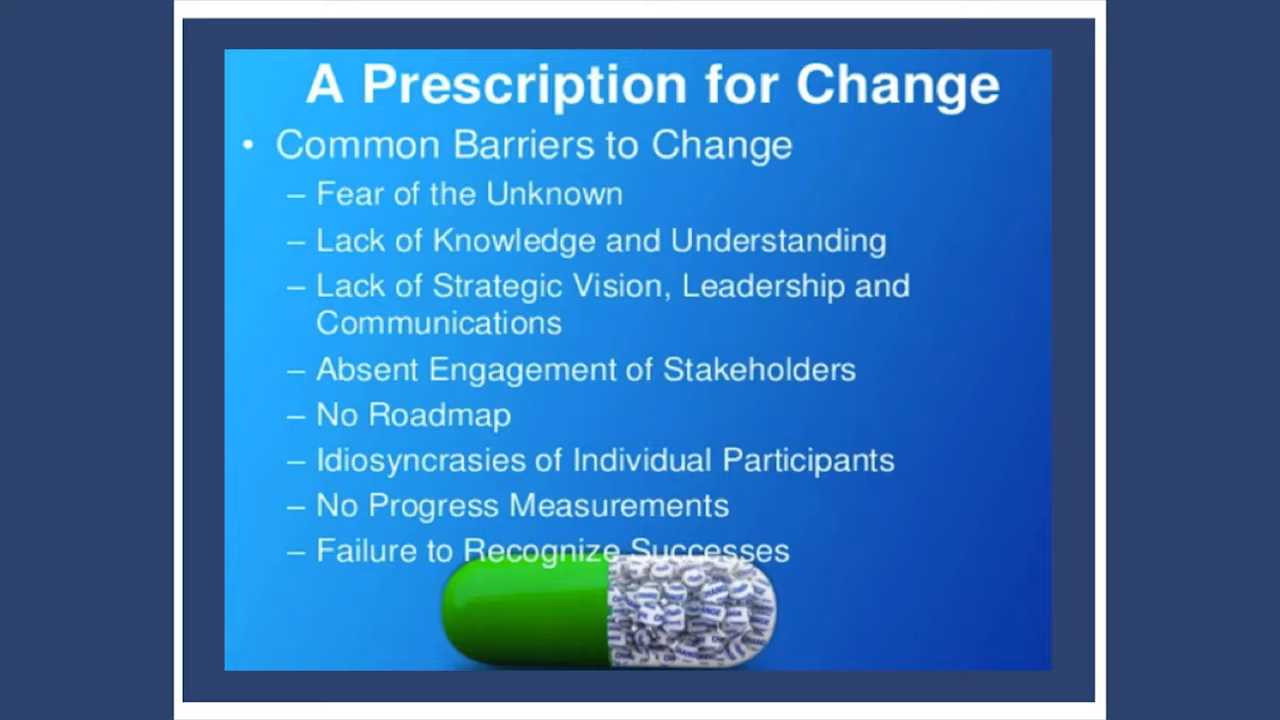 A Prescription for Change
• Common Barriers to Change
– Fear of the Unknown
– Lack of Knowledge and Understanding
– Lack of Strategic Vision, Leadership and
Communications
– Absent Engagement of Stakeholders
– No Roadmap
– Idiosyncrasies of Individual Participants
– No Progress Measurements
– Failure to Recognize Successes